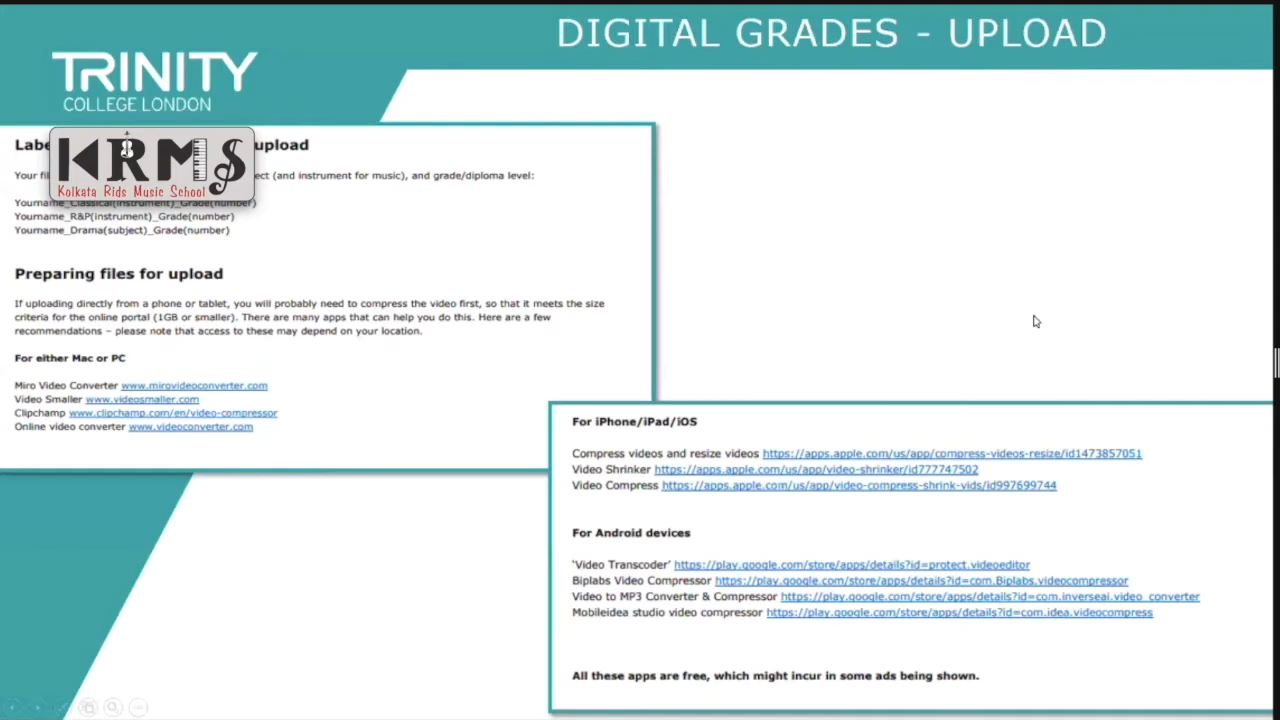 DIGITAL GRADES - UPLOAD
TRINITY
COLLEGE LONDON
KRMS
Kolkata Rids Music School
upload
(and instrument for music), and grade/diploma level:
Yourname_Classical(instrument)_Grade(number)
Yourname_R&P(instrument)_Grade(number)
Yourname_Drama(subject)_Grade(number)
Preparing files for upload
If uploading directly from a phone or tablet, you will probably need to compress the video first, so that it meets the size
criteria for the online portal (1GB or smaller). There are many apps that can help you do this. Here are a few
recommendations – please note that access to these may depend on your location.
For either Mac or PC
Miro Video Converter www.mirovideoconverter.com
Video Smaller www.videosmaller.com
Clipchamp www.clipchamp.com/en/video-compressor
Online video converter www.videoconverter.com
For iPhone/iPad/iOS
Compress videos and resize videos https://apps.apple.com/us/app/compress-videos-resize/id1473857051
Video Shrinker https://apps.apple.com/us/app/video-shrinker/id777747502
Video Compress https://apps.apple.com/us/app/video-compress-shrink-vids/id997699744
For Android devices
'Video Transcoder' https://play.google.com/store/apps/details?id=protect.videoeditor
Biplabs Video Compressor https://play.google.com/store/apps/details?id=com.Biplabs.videocompressor
Video to MP3 Converter & Compressor https://play.google.com/store/apps/details?id=com.inverseai.video_converter
Mobileidea studio video compressor https://play.google.com/store/apps/details?id=com.idea.videocompress
All these apps are free, which might incur in some ads being shown.